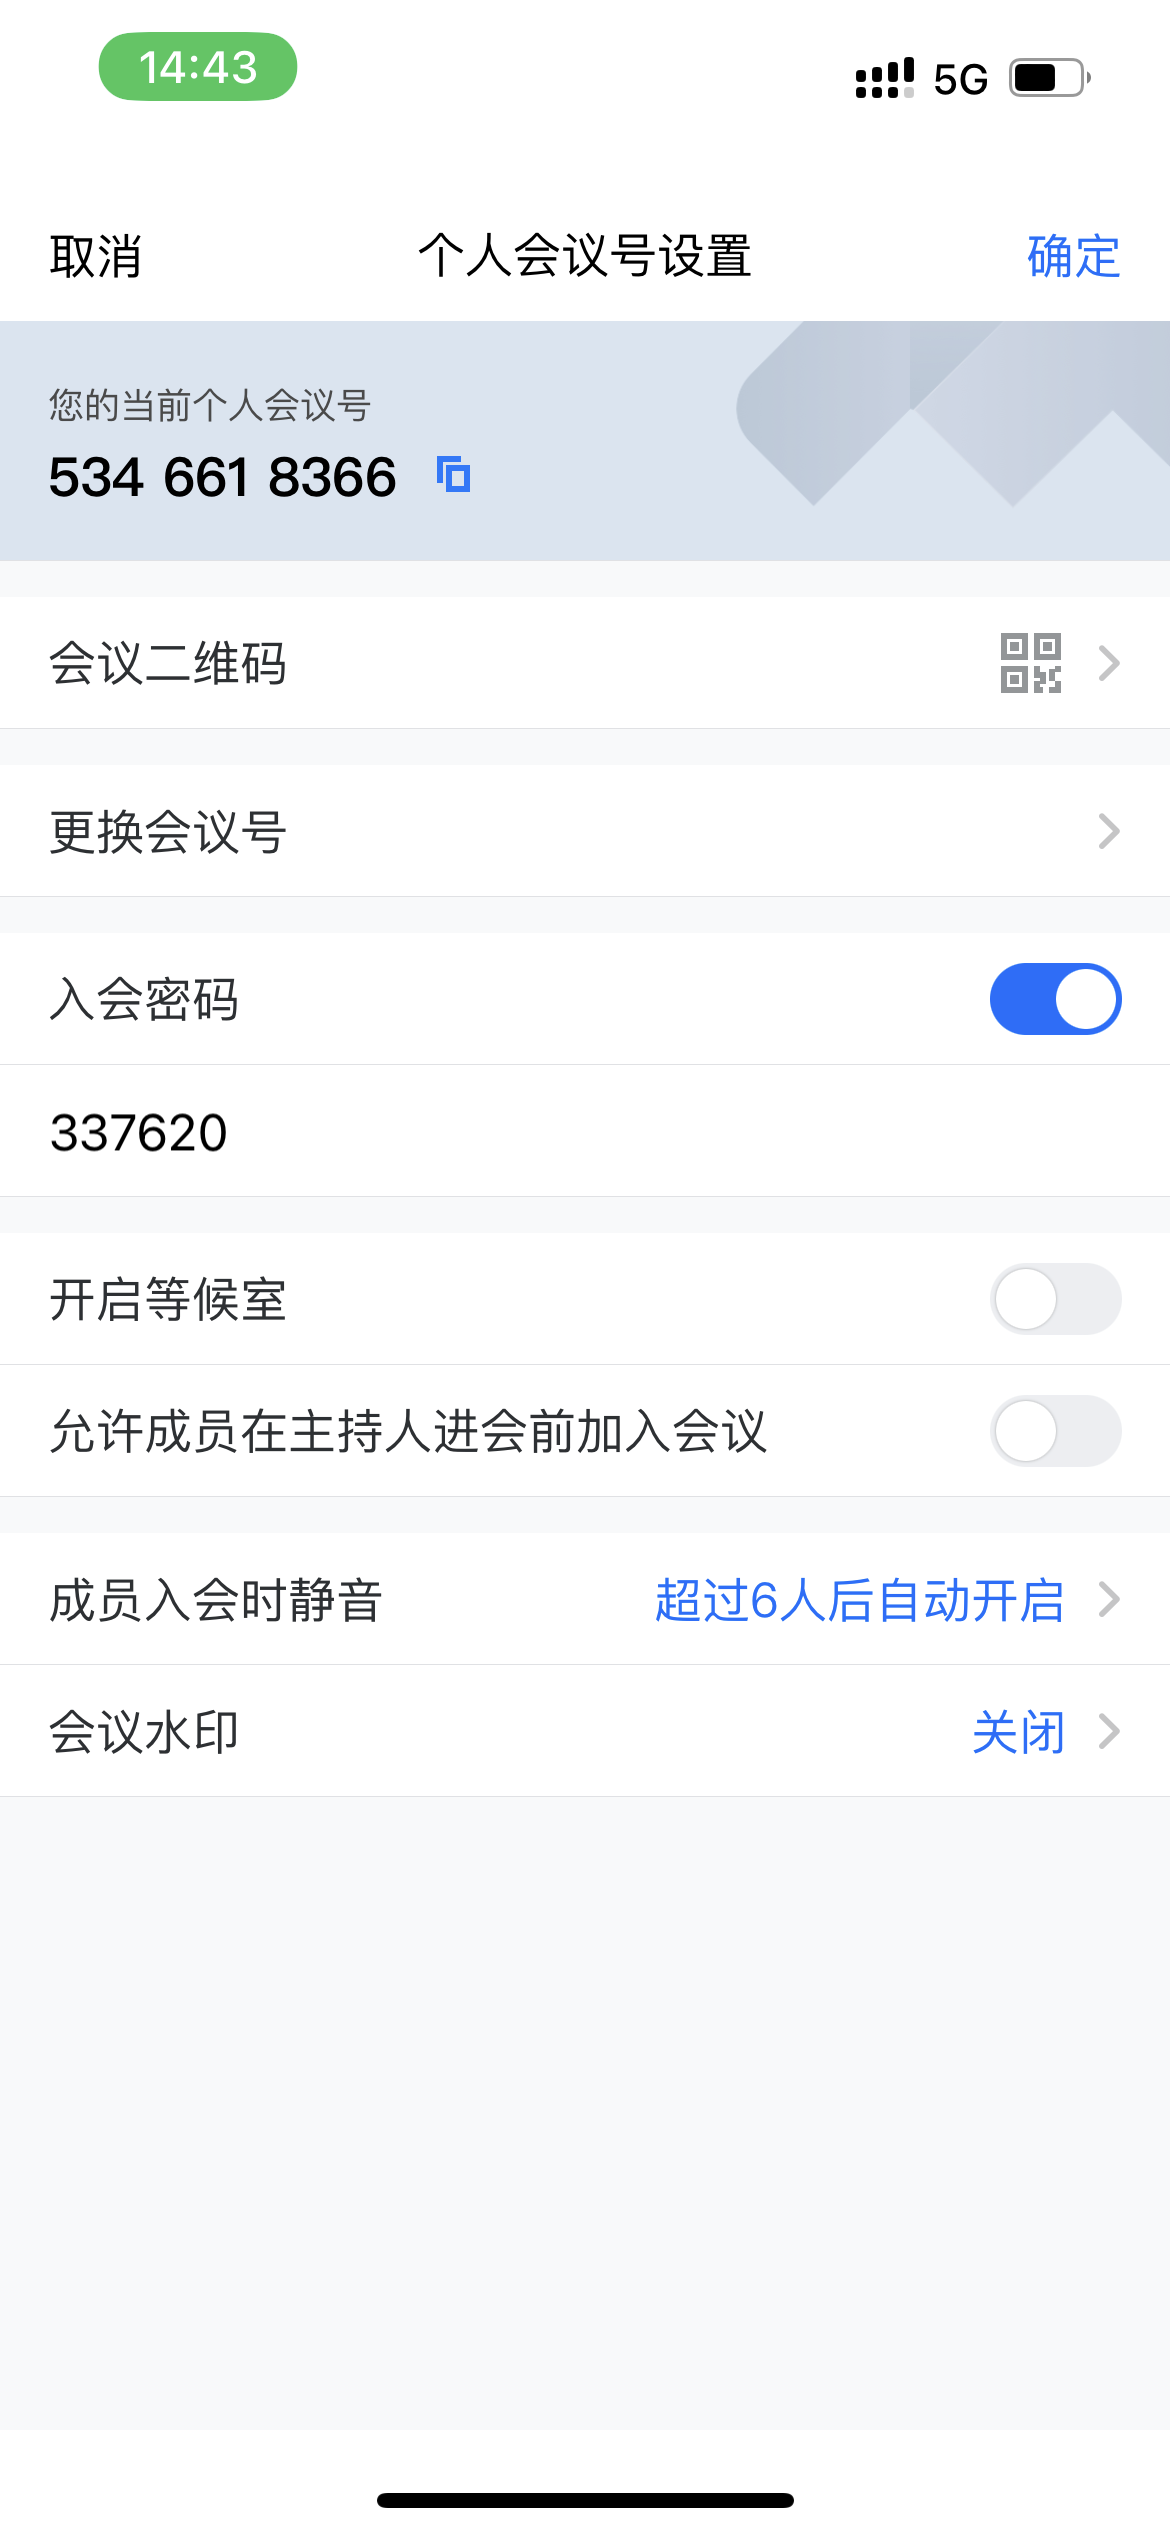 14:43
5G
取消
个人会议号设置
确定
您的当前个人会议号
534 661 8366
会议二维码
更换会议号
入会密码
337620
开启等候室
允许成员在主持人进会前加入会议
成员入会时静音
超过6人后自动开启
会议水印
关闭